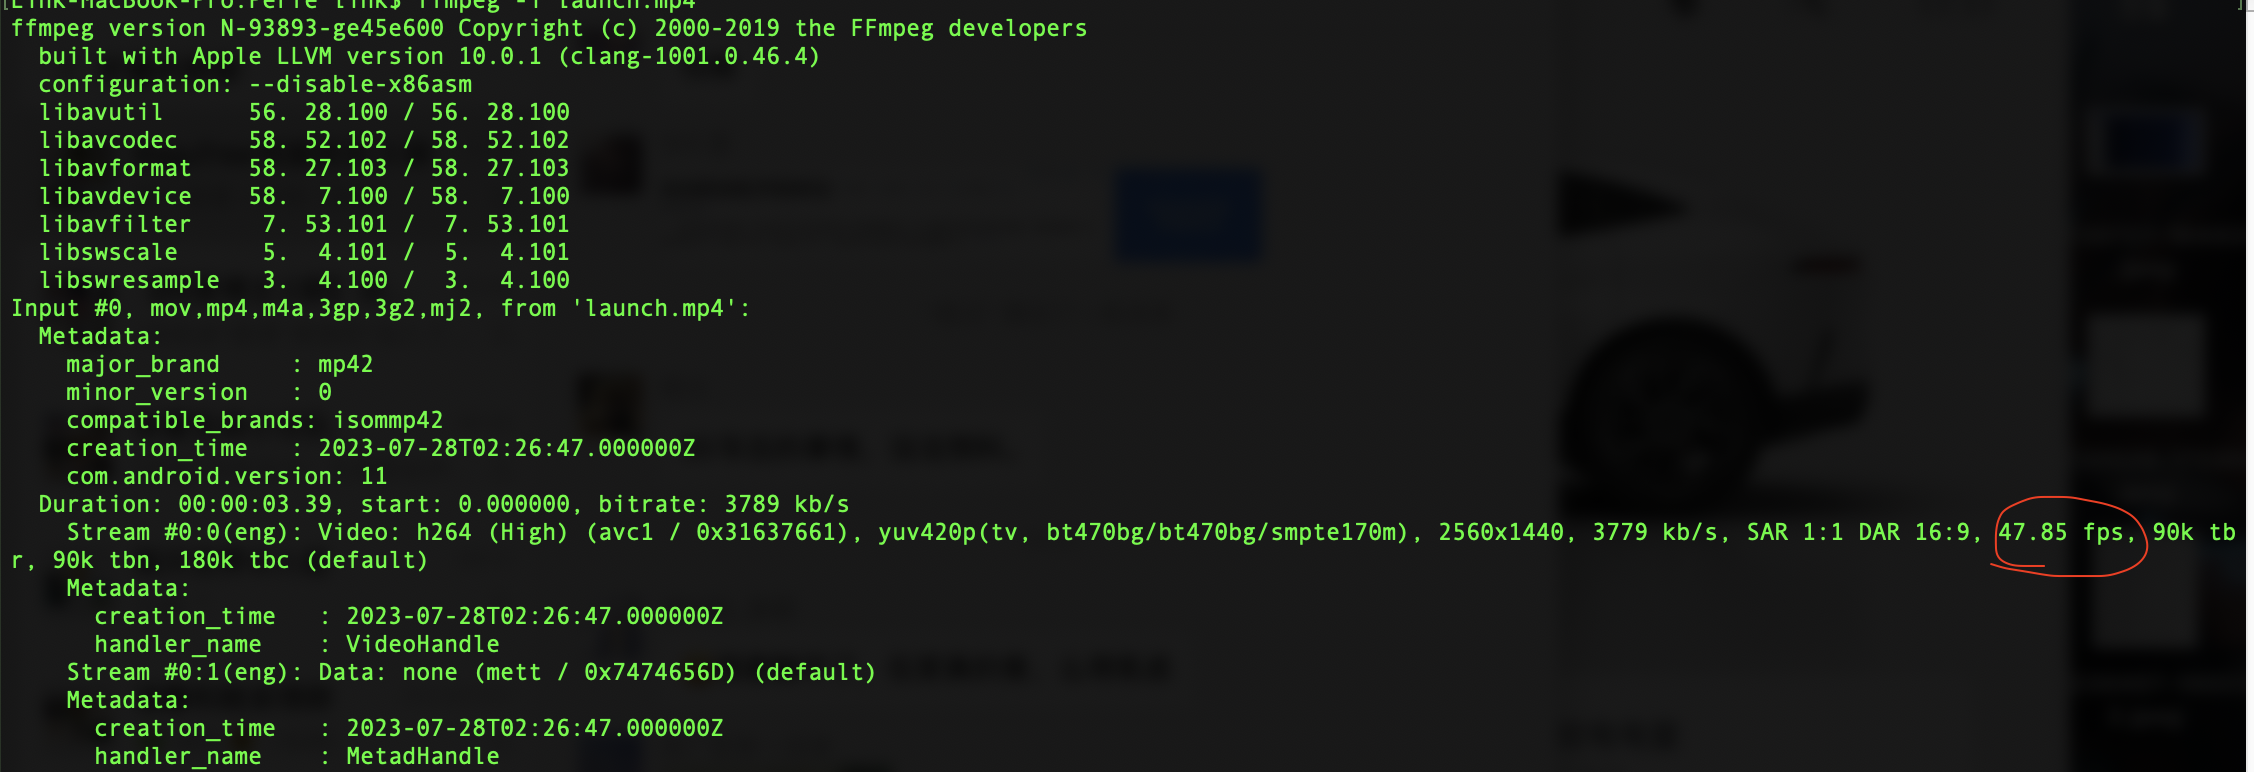 Link-MacBook-Pro:Perfe link$ ffmpeg -i launch.mp4
ffmpeg version N-93893-ge45e600 Copyright (c) 2000-2019 the FFmpeg developers
  built with Apple LLVM version 10.0.1 (clang-1001.0.46.4)
  configuration: --disable-x86asm
  libavutil      56. 28.100 / 56. 28.100
  libavcodec     58. 52.102 / 58. 52.102
  libavformat    58. 27.103 / 58. 27.103
  libavdevice    58.  7.100 / 58.  7.100
  libavfilter     7. 53.101 /  7. 53.101
  libswscale      5.  4.101 /  5.  4.101
  libswresample   3.  4.100 /  3.  4.100
Input #0, mov,mp4,m4a,3gp,3g2,mj2, from 'launch.mp4':
  Metadata:
    major_brand     : mp42
    minor_version   : 0
    compatible_brands: isommp42
    creation_time   : 2023-07-28T02:26:47.000000Z
    com.android.version: 11
  Duration: 00:00:03.39, start: 0.000000, bitrate: 3789 kb/s
    Stream #0:0(eng): Video: h264 (High) (avc1 / 0x31637661), yuv420p(tv, bt470bg/bt470bg/smpte170m), 2560x1440, 3779 kb/s, SAR 1:1 DAR 16:9, 47.85 fps, 90k tb
r, 90k tbn, 180k tbc (default)
    Metadata:
      creation_time   : 2023-07-28T02:26:47.000000Z
      handler_name    : VideoHandle
    Stream #0:1(eng): Data: none (mett / 0x7474656D) (default)
    Metadata:
      creation_time   : 2023-07-28T02:26:47.000000Z
      handler_name    : MetadHandle